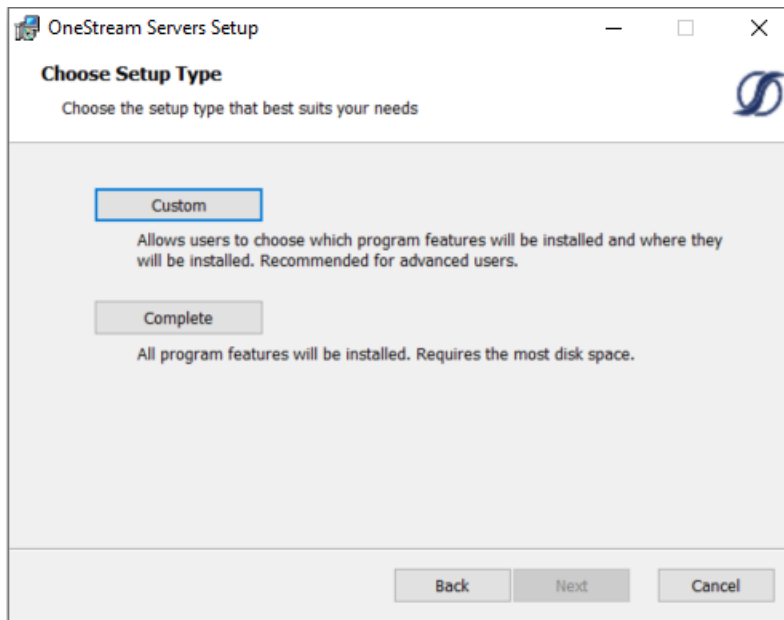 OneStream Servers Setup
Choose Setup Type
Choose the setup type that best suits your needs
Custom
Allows users to choose which program features will be installed and where they
will be installed. Recommended for advanced users.
Complete
All program features will be installed. Requires the most disk space.
Back Next Cancel